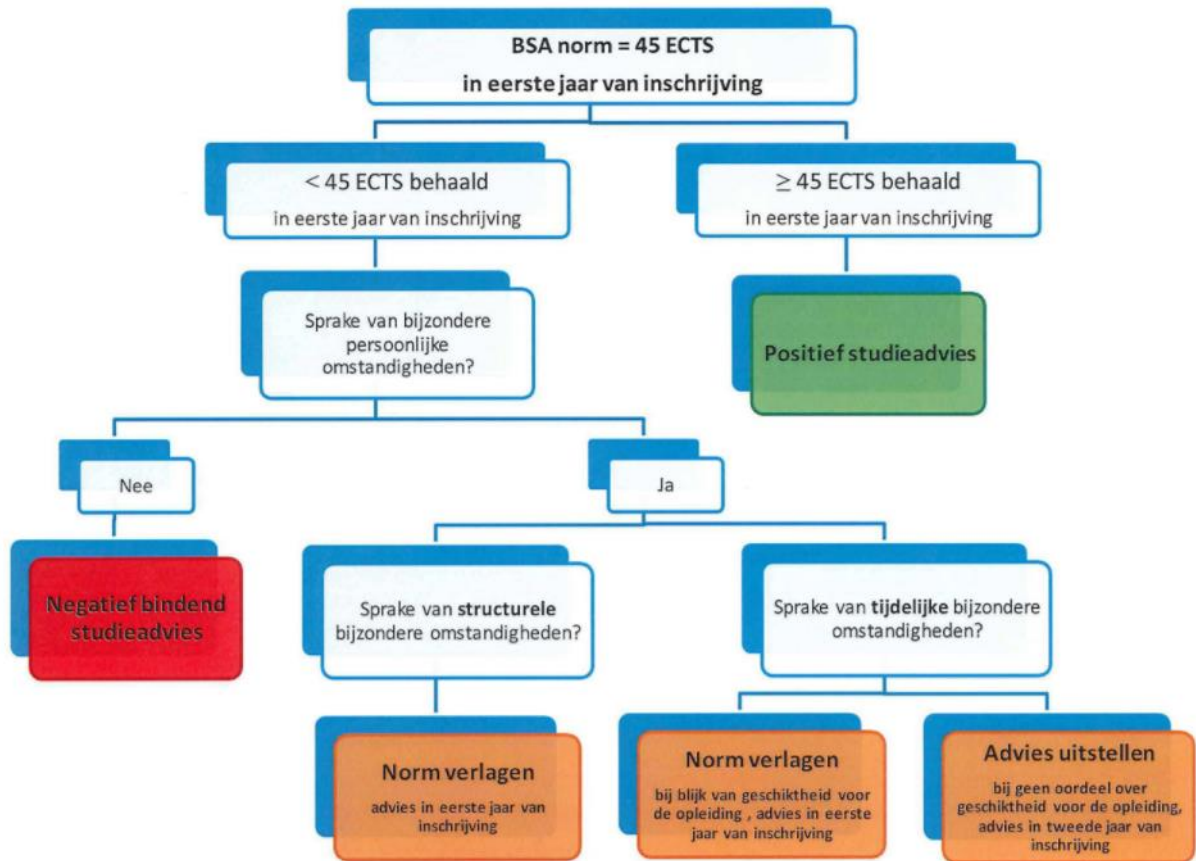 BSA norm = 45 ECTS
in eerste jaar van inschrijving
< 45 ECTS behaald
in eerste jaar van inschrijving
≥ 45 ECTS behaald
in eerste jaar van inschrijving
Sprake van bijzondere
persoonlijke
omstandigheden?
Positief studieadvies
Nee
Ja
Negatief bindend
studieadvies
Sprake van structurele
bijzondere omstandigheden?
Sprake van tijdelijke bijzondere
omstandigheden?
Norm verlagen
advies in eerste jaar van
inschrijving
Norm verlagen
bij blijk van geschiktheid voor
de opleiding , advies in eerste
jaar van inschrijving
Advies uitstellen
bij geen oordeel over
geschiktheid voor de opleiding,
advies in tweede jaar van
inschrijving